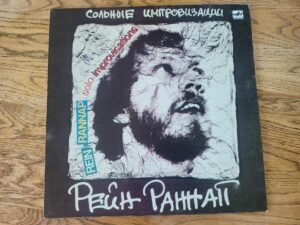 СОЛЬНЫЕ ИМПРОВИЗАЦИИ
REIN RANNAP
solo improvisations
РЕЙН РАННАП